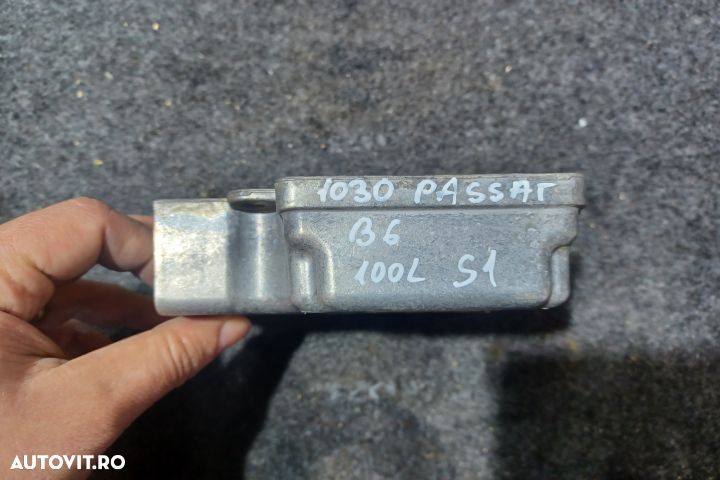 1030 PASSAT
B6
100L S1
AUTOVIT.RO